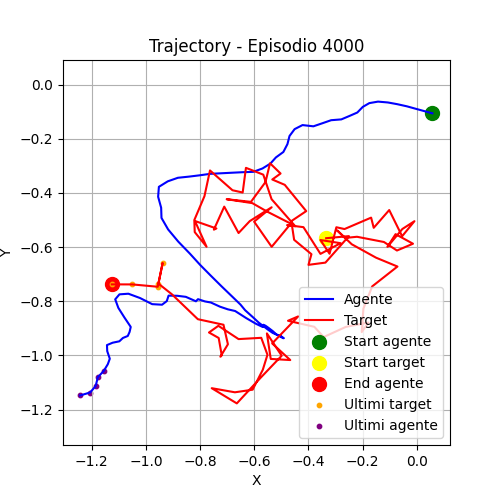 Trajectory - Episodio 4000
0.0
−0.2
−0.4
−0.6
−0.8
−1.0
−1.2
Y
−1.2
−1.0
−0.8
−0.6
−0.4
−0.2
0.0
X
Agente
Target
Start agente
Start target
End agente
Ultimi target
Ultimi agente